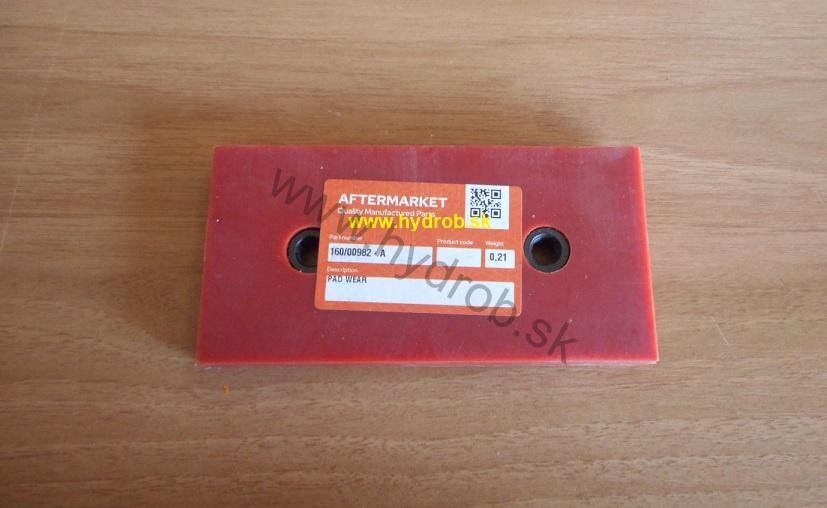 AFTERMARKET
Quality Manufactured Parts
www.hydrob.sk
Part number Product code Weight
160/00982 - A 0,21
Description
PAD WEAR
www.hydrob.sk